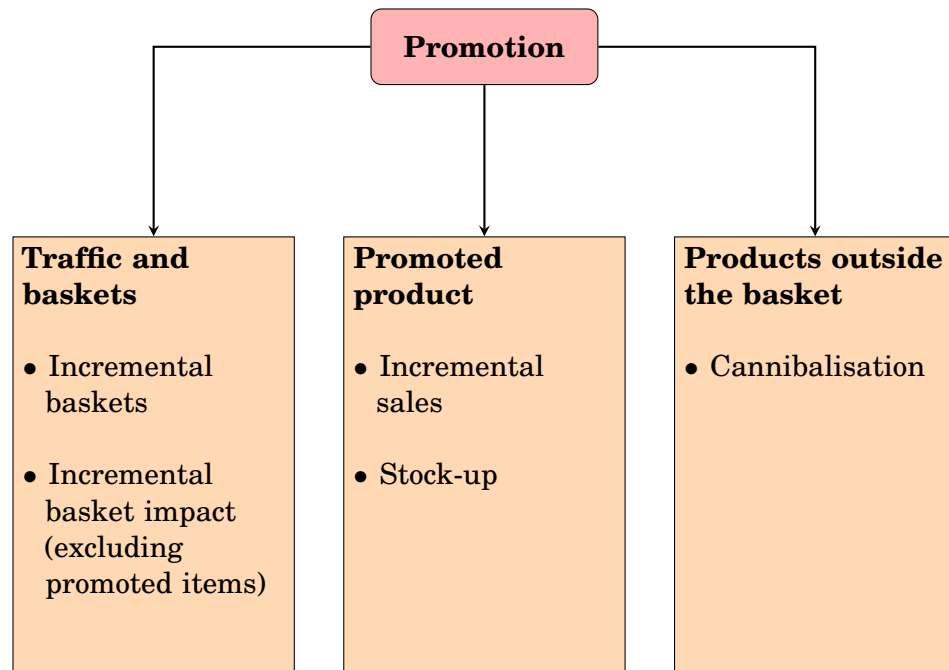 Promotion
Traffic and
baskets
• Incremental
baskets
• Incremental
basket impact
(excluding
promoted items)
Promoted
product
• Incremental
sales
• Stock-up
Products outside
the basket
• Cannibalisation